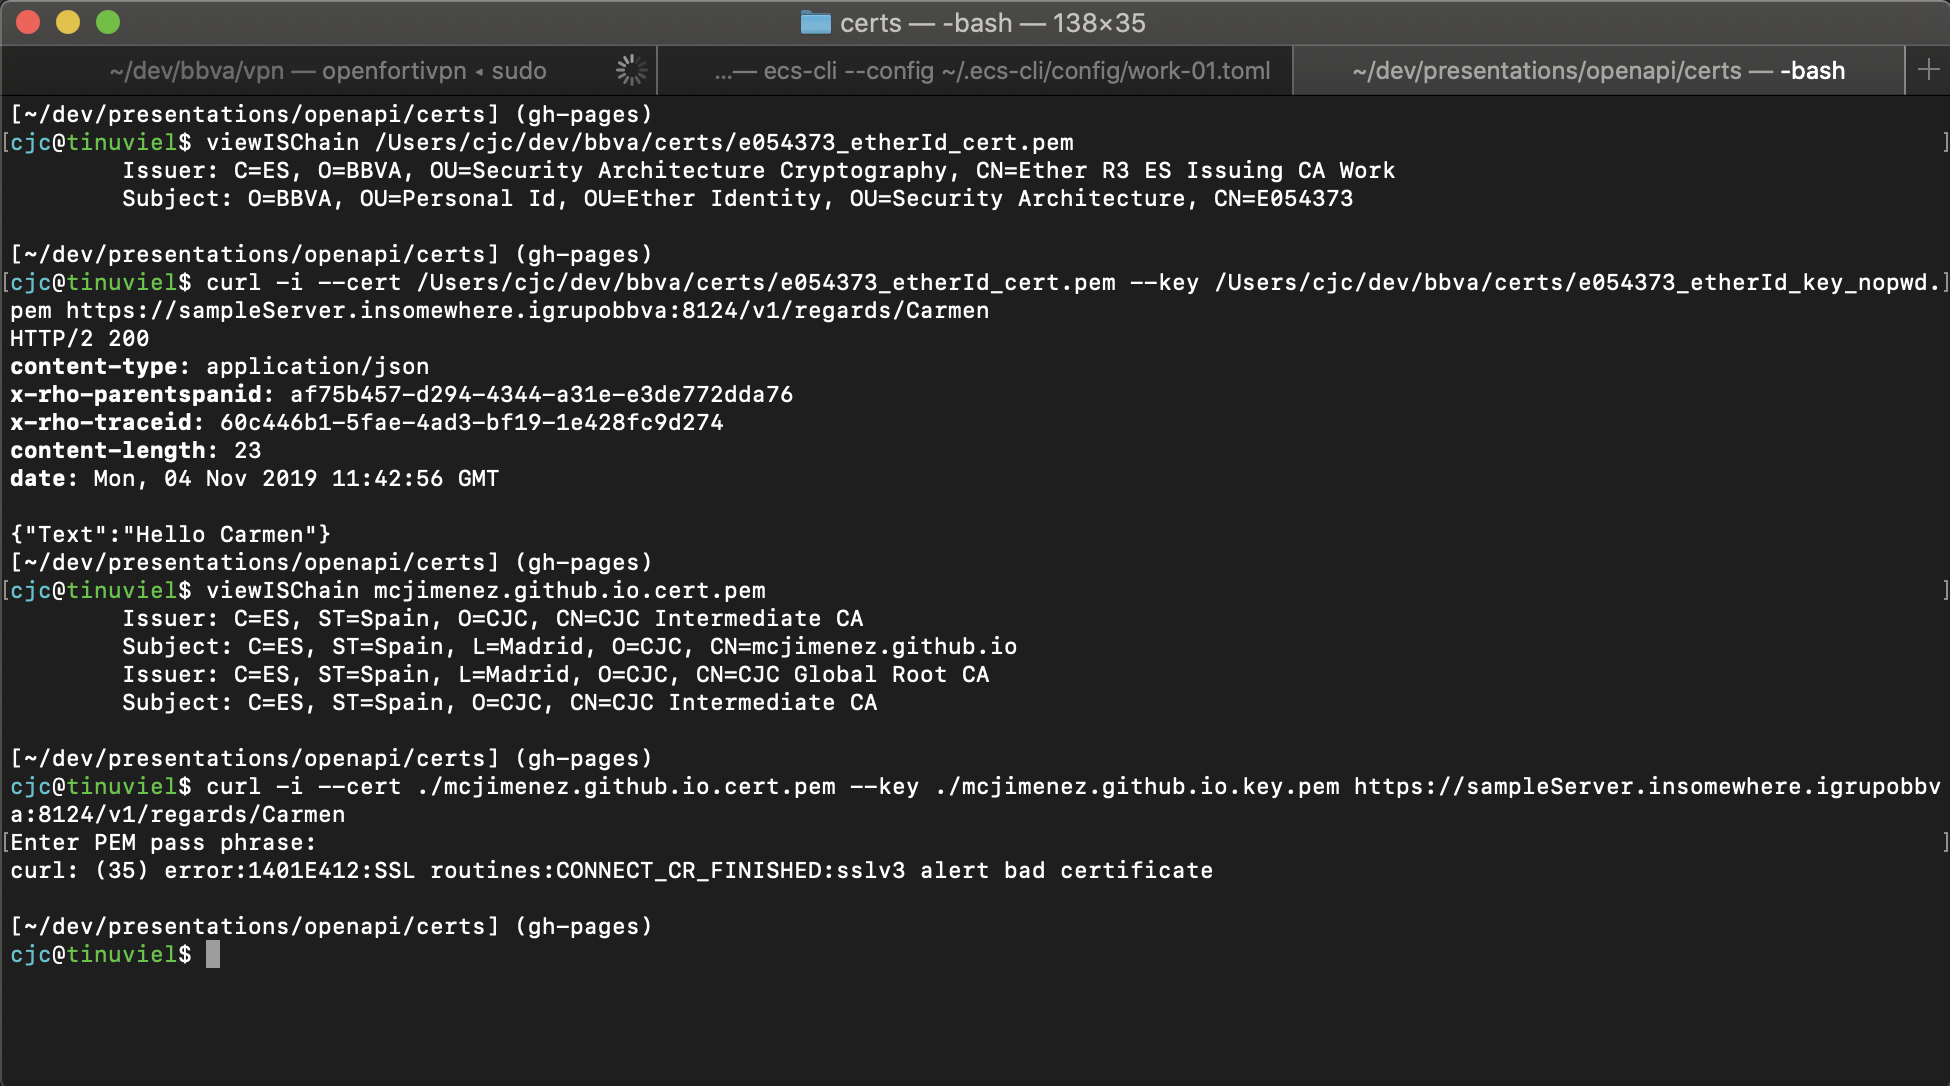 certs — -bash — 138×35
~/dev/bbva/vpn — openfortivpn ◂ sudo
...— ecs-cli --config ~/.ecs-cli/config/work-01.toml
~/dev/presentations/openapi/certs — -bash
[~/dev/presentations/openapi/certs] (gh-pages)
cjc@tinuviel$ viewISChain /Users/cjc/dev/bbva/certs/e054373_etherId_cert.pem
Issuer: C=ES, O=BBVA, OU=Security Architecture Cryptography, CN=Ether R3 ES Issuing CA Work
Subject: O=BBVA, OU=Personal Id, OU=Ether Identity, OU=Security Architecture, CN=E054373
[~/dev/presentations/openapi/certs] (gh-pages)
cjc@tinuviel$ curl -i --cert /Users/cjc/dev/bbva/certs/e054373_etherId_cert.pem --key /Users/cjc/dev/bbva/certs/e054373_etherId_key_nopwd.
pem https://sampleServer.insomewhere.igrupobbva:8124/v1/regards/Carmen
HTTP/2 200
content-type: application/json
x-rho-parentspanid: af75b457-d294-4344-a31e-e3de772dda76
x-rho-traceid: 60c446b1-5fae-4ad3-bf19-1e428fc9d274
content-length: 23
date: Mon, 04 Nov 2019 11:42:56 GMT
{"Text":"Hello Carmen"}
[~/dev/presentations/openapi/certs] (gh-pages)
cjc@tinuviel$ viewISChain mcjimenez.github.io.cert.pem
Issuer: C=ES, ST=Spain, O=CJC, CN=CJC Intermediate CA
Subject: C=ES, ST=Spain, L=Madrid, O=CJC, CN=mcjimenez.github.io
Issuer: C=ES, ST=Spain, L=Madrid, O=CJC, CN=CJC Global Root CA
Subject: C=ES, ST=Spain, O=CJC, CN=CJC Intermediate CA
[~/dev/presentations/openapi/certs] (gh-pages)
cjc@tinuviel$ curl -i --cert ./mcjimenez.github.io.cert.pem --key ./mcjimenez.github.io.key.pem https://sampleServer.insomewhere.igrupobbv
a:8124/v1/regards/Carmen
Enter PEM pass phrase:
curl: (35) error:1401E412:SSL routines:CONNECT_CR_FINISHED:sslv3 alert bad certificate
[~/dev/presentations/openapi/certs] (gh-pages)
cjc@tinuviel$